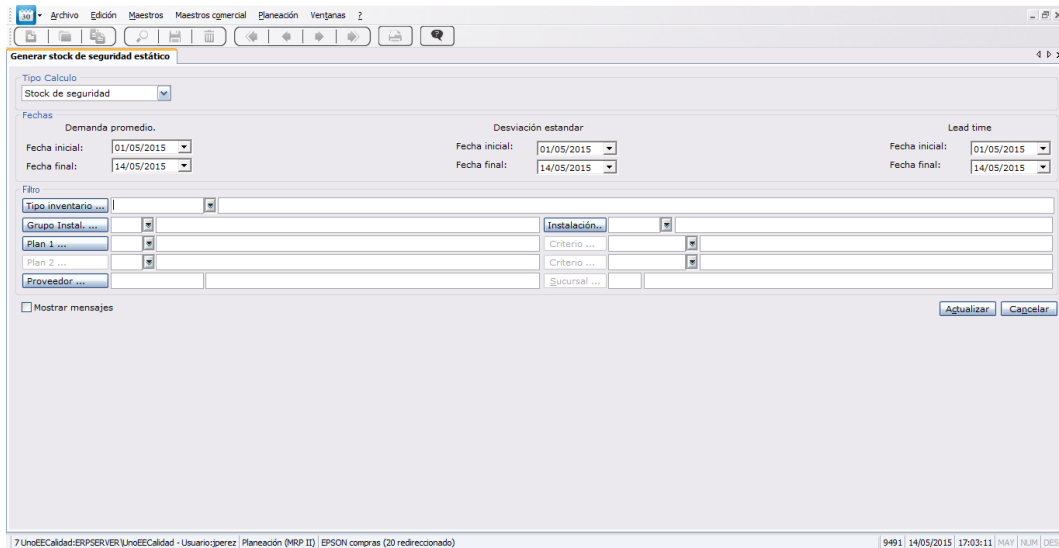 30 Archivo Edición Maestros Maestros comercial Planeación Ventanas ?
Generar stock de seguridad estático
Tipo Calculo
Stock de seguridad
Fechas
Demanda promedio. Desviación estandar Lead time
Fecha inicial: 01/05/2015 Fecha inicial: 01/05/2015 Fecha inicial: 01/05/2015
Fecha final: 14/05/2015 Fecha final: 14/05/2015 Fecha final: 14/05/2015
Filtro
Tipo inventario ...
Grupo Instal. ... Instalación..
Plan 1 ... Criterio ...
Plan 2 ... Criterio ...
Proveedor ... Sucursal ...
Mostrar mensajes Actualizar Cancelar
7 UnoEECalidad:ERPSERVER\UnoEECalidad - Usuario:jperez Planeación (MRP II) EPSON compras (20 redireccionado) 9491 14/05/2015 17:03:11 MAY NUM DES